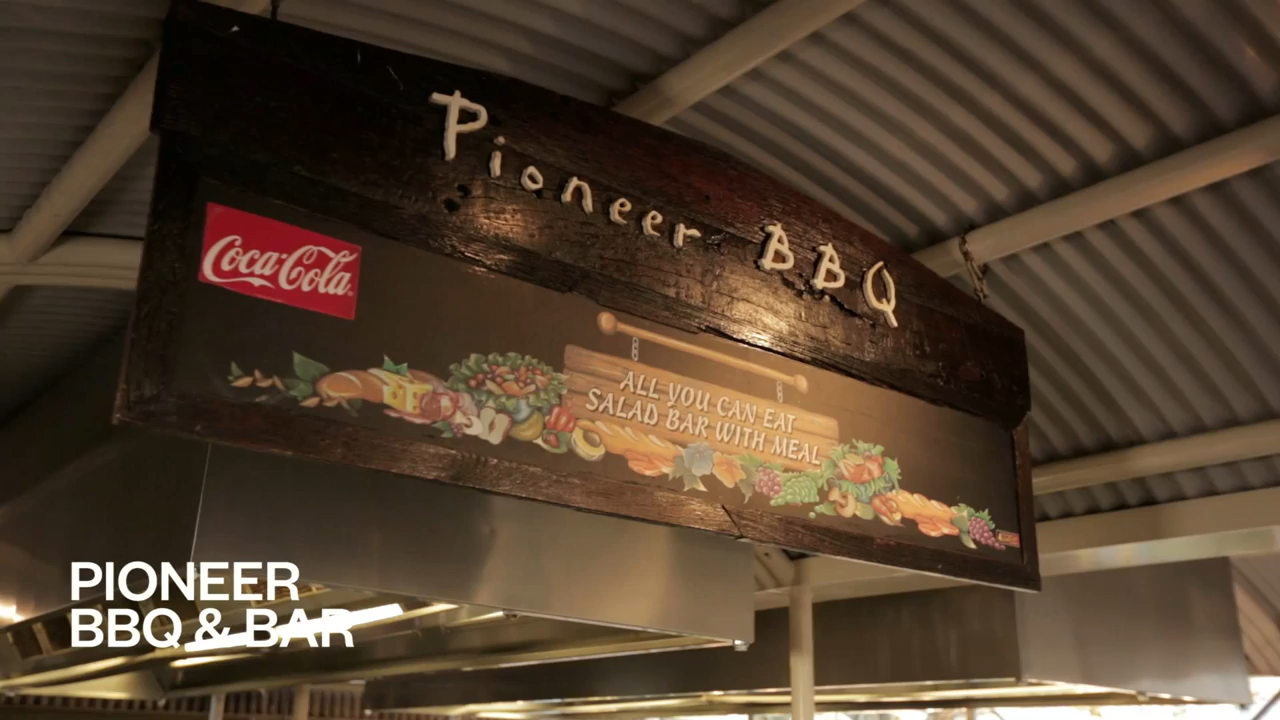 Pioneer BBQ
Coca-Cola
ALL YOU CAN EAT
SALAD BAR WITH MEAL
PIONEER
BBQ & BAR